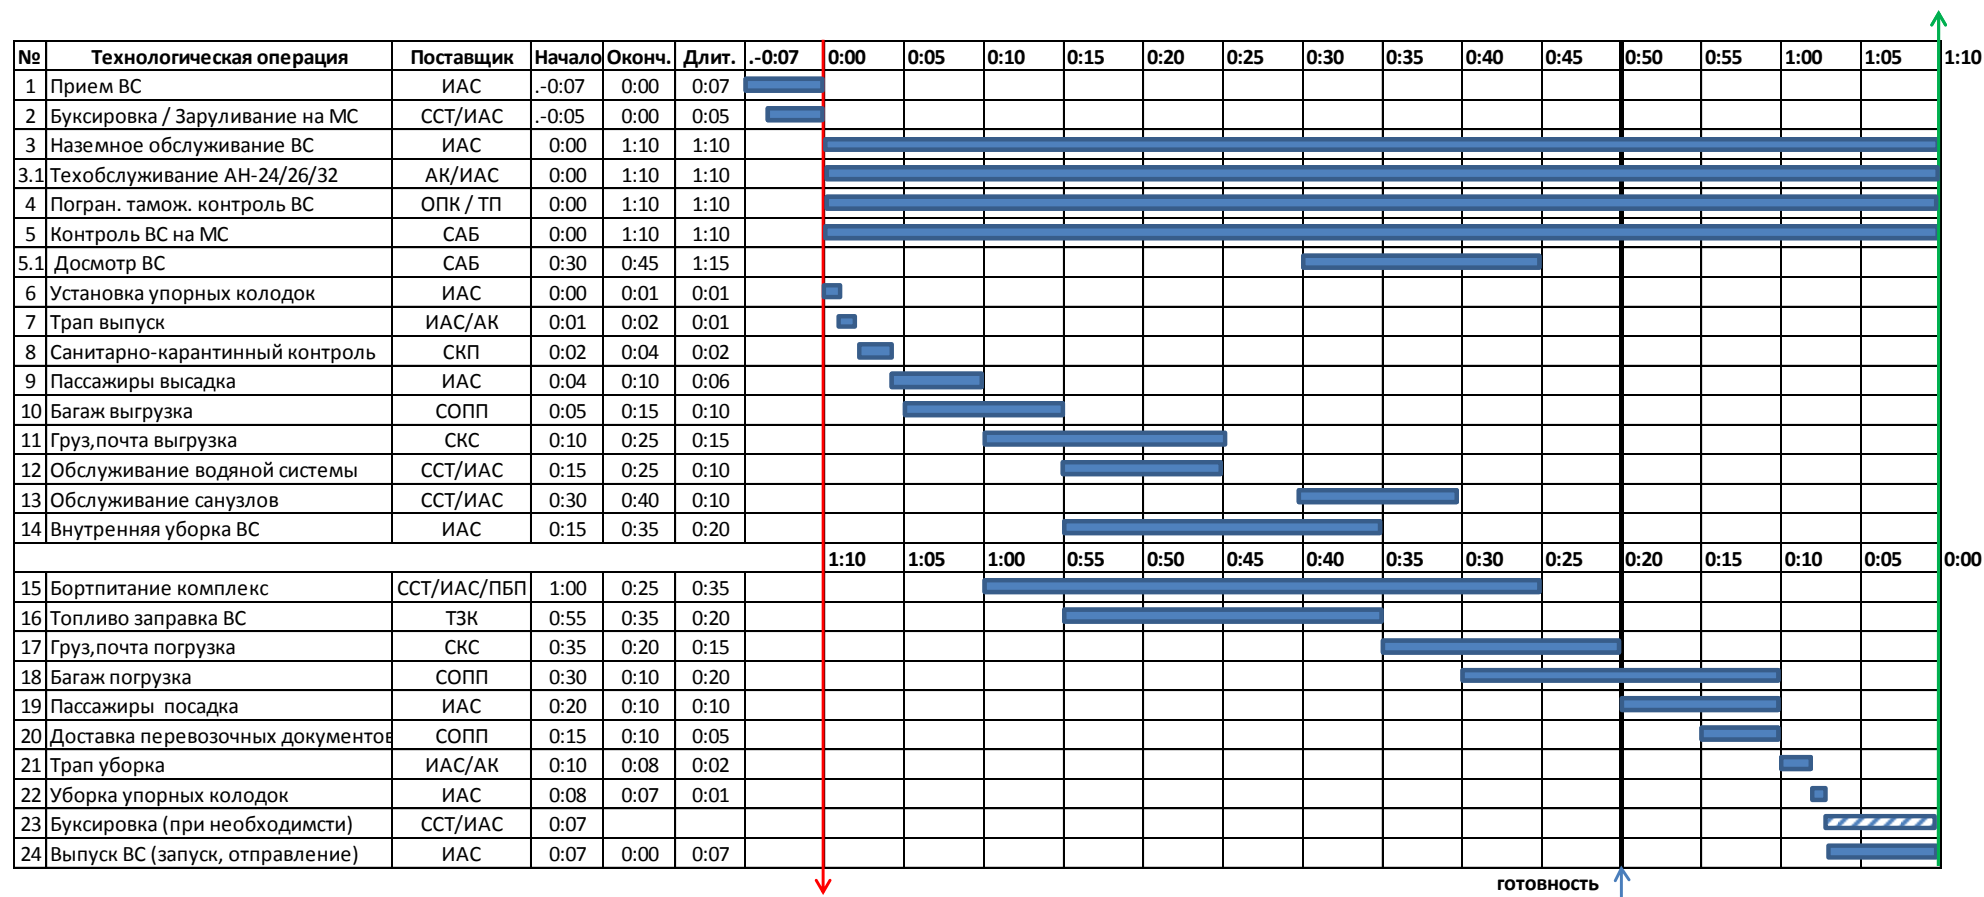 № Технологическая операция Поставщик Начало Оконч. Длит. .-0:07 0:00 0:05 0:10 0:15 0:20 0:25 0:30 0:35 0:40 0:45 0:50 0:55 1:00 1:05 1:10
1 Прием ВС ИАС .-0:07 0:00 0:07
2 Буксировка / Заруливание на МС ССТ/ИАС .-0:05 0:00 0:05
3 Наземное обслуживание ВС ИАС 0:00 1:10 1:10
3.1 Техобслуживание АН-24/26/32 АК/ИАС 0:00 1:10 1:10
4 Погран. тамож. контроль ВС ОПК / ТП 0:00 1:10 1:10
5 Контроль ВС на МС САБ 0:00 1:10 1:10
5.1 Досмотр ВС САБ 0:30 0:45 1:15
6 Установка упорных колодок ИАС 0:00 0:01 0:01
7 Трап выпуск ИАС/АК 0:01 0:02 0:01
8 Санитарно-карантинный контроль СКП 0:02 0:04 0:02
9 Пассажиры высадка ИАС 0:04 0:10 0:06
10 Багаж выгрузка СОПП 0:05 0:15 0:10
11 Груз,почта выгрузка СКС 0:10 0:25 0:15
12 Обслуживание водяной системы ССТ/ИАС 0:15 0:25 0:10
13 Обслуживание санузлов ССТ/ИАС 0:30 0:40 0:10
14 Внутренняя уборка ВС ИАС 0:15 0:35 0:20
1:10 1:05 1:00 0:55 0:50 0:45 0:40 0:35 0:30 0:25 0:20 0:15 0:10 0:05 0:00
15 Бортпитание комплекс ССТ/ИАС/ПБП 1:00 0:25 0:35
16 Топливо заправка ВС ТЗК 0:55 0:35 0:20
17 Груз,почта погрузка СКС 0:35 0:20 0:15
18 Багаж погрузка СОПП 0:30 0:10 0:20
19 Пассажиры посадка ИАС 0:20 0:10 0:10
20 Доставка перевозочных документов СОПП 0:15 0:10 0:05
21 Трап уборка ИАС/АК 0:10 0:08 0:02
22 Уборка упорных колодок ИАС 0:08 0:07 0:01
23 Буксировка (при необходимсти) ССТ/ИАС 0:07
24 Выпуск ВС (запуск, отправление) ИАС 0:07 0:00 0:07
готовность